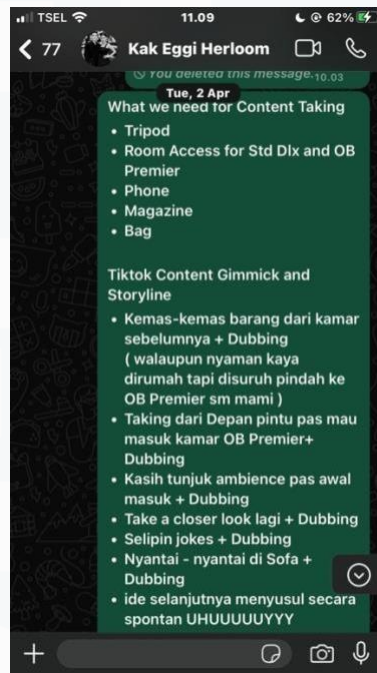 TSEL 11.09 62%
77 Kak Eggi Herloom
You deleted this message. 10.03
Tue, 2 Apr
What we need for Content Taking
• Tripod
• Room Access for Std Dlx and OB
Premier
• Phone
• Magazine
• Bag
Tiktok Content Gimmick and
Storyline
• Kemas-kemas barang dari kamar
sebelumnya + Dubbing
( walaupun nyaman kaya
dirumah tapi disuruh pindah ke
OB Premier sm mami )
• Taking dari Depan pintu pas mau
masuk kamar OB Premier+
Dubbing
• Kasih tunjuk ambience pas awal
masuk + Dubbing
• Take a closer look lagi + Dubbing
• Selipin jokes + Dubbing
• Nyantai - nyantai di Sofa +
Dubbing
• ide selanjutnya menyusul secara
spontan UHUUUUUYYY